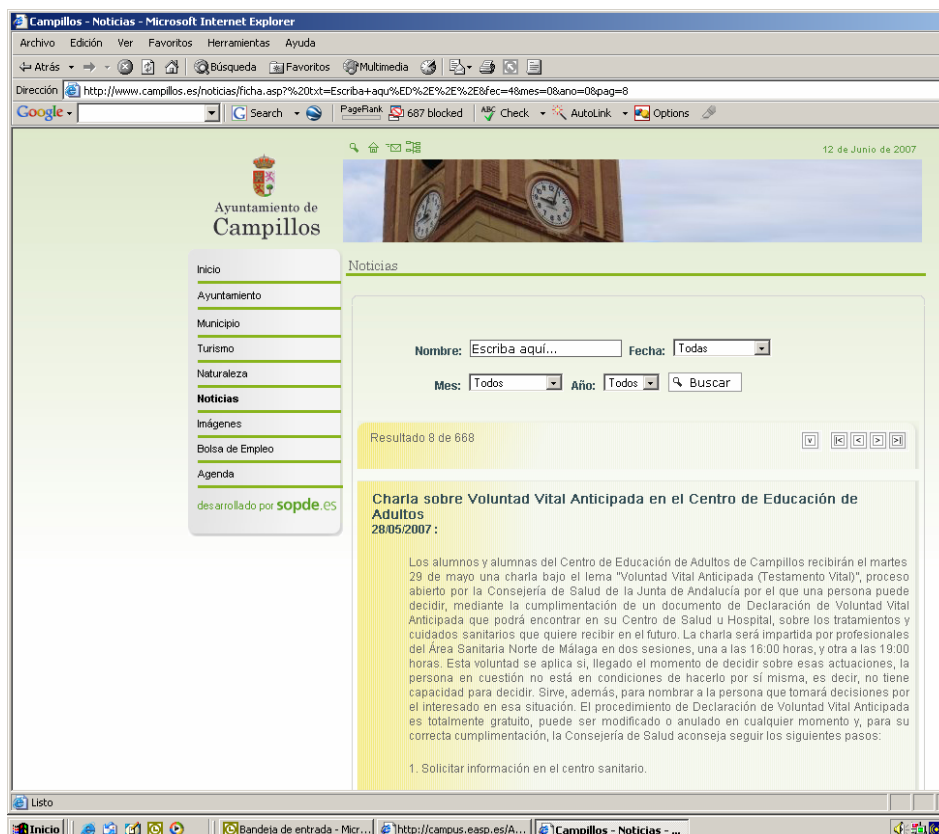 Campillos - Noticias - Microsoft Internet Explorer
Archivo Edición Ver Favoritos Herramientas Ayuda
Atrás Búsqueda Favoritos Multimedia
Dirección http://www.campillos.es/noticias/ficha.asp?%20txt=Escriba+aqu%ED%2E%2E%2E&fec=4&mes=0&ano=0&pag=8
Google Search PageRank 687 blocked ABC Check AutoLink Options
12 de Junio de 2007
Ayuntamiento de
Campillos
Noticias
Inicio
Ayuntamiento
Municipio
Turismo
Naturaleza
Noticias
Imágenes
Bolsa de Empleo
Agenda
desarrollado por sopde.es
Nombre: Escriba aquí... Fecha: Todas
Mes: Todos Año: Todos Buscar
Resultado 8 de 668
v |< < > >|
Charla sobre Voluntad Vital Anticipada en el Centro de Educación de
Adultos
28/05/2007 :
Los alumnos y alumnas del Centro de Educación de Adultos de Campillos recibirán el martes
29 de mayo una charla bajo el lema "Voluntad Vital Anticipada (Testamento Vital)", proceso
abierto por la Consejería de Salud de la Junta de Andalucía por el que una persona puede
decidir, mediante la cumplimentación de un documento de Declaración de Voluntad Vital
Anticipada que podrá encontrar en su Centro de Salud u Hospital, sobre los tratamientos y
cuidados sanitarios que quiere recibir en el futuro. La charla será impartida por profesionales
del Área Sanitaria Norte de Málaga en dos sesiones, una a las 16:00 horas, y otra a las 19:00
horas. Esta voluntad se aplica si, llegado el momento de decidir sobre esas actuaciones, la
persona en cuestión no está en condiciones de hacerlo por sí misma, es decir, no tiene
capacidad para decidir. Sirve, además, para nombrar a la persona que tomará decisiones por
el interesado en esa situación. El procedimiento de Declaración de Voluntad Vital Anticipada
es totalmente gratuito, puede ser modificado o anulado en cualquier momento y, para su
correcta cumplimentación, la Consejería de Salud aconseja seguir los siguientes pasos:
1. Solicitar información en el centro sanitario.
Listo
Inicio Bandeja de entrada - Micr... http://campus.easp.es/A... Campillos - Noticias - ...